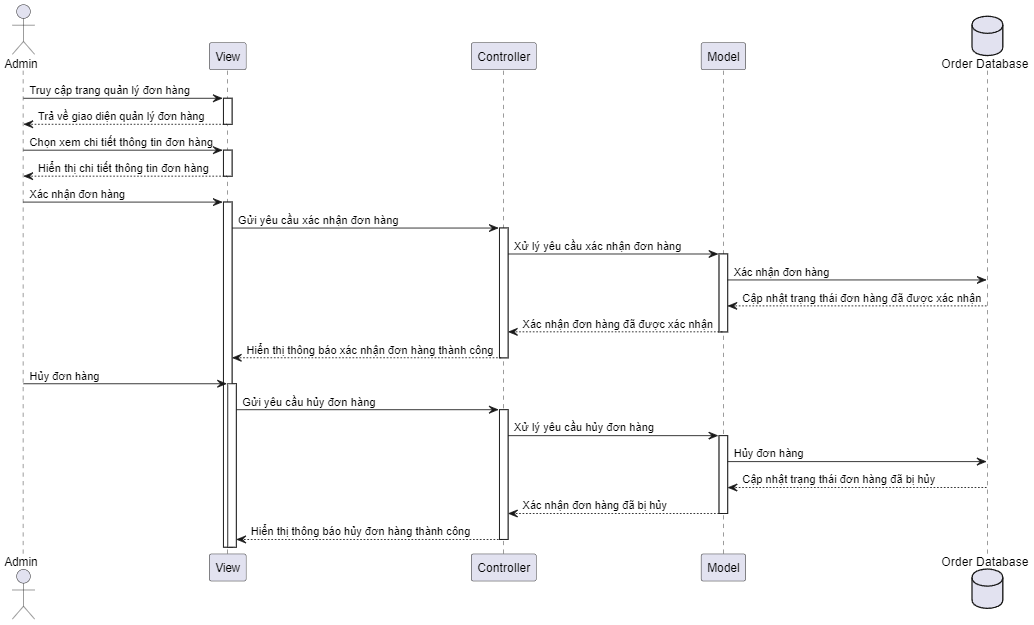 Admin
View
Controller
Model
Order Database
Truy cập trang quản lý đơn hàng
Trả về giao diện quản lý đơn hàng
Chọn xem chi tiết thông tin đơn hàng
Hiển thị chi tiết thông tin đơn hàng
Xác nhận đơn hàng
Gửi yêu cầu xác nhận đơn hàng
Xử lý yêu cầu xác nhận đơn hàng
Xác nhận đơn hàng
Cập nhật trạng thái đơn hàng đã được xác nhận
Xác nhận đơn hàng đã được xác nhận
Hiển thị thông báo xác nhận đơn hàng thành công
Hủy đơn hàng
Gửi yêu cầu hủy đơn hàng
Xử lý yêu cầu hủy đơn hàng
Hủy đơn hàng
Cập nhật trạng thái đơn hàng đã bị hủy
Xác nhận đơn hàng đã bị hủy
Hiển thị thông báo hủy đơn hàng thành công
Admin
View
Controller
Model
Order Database